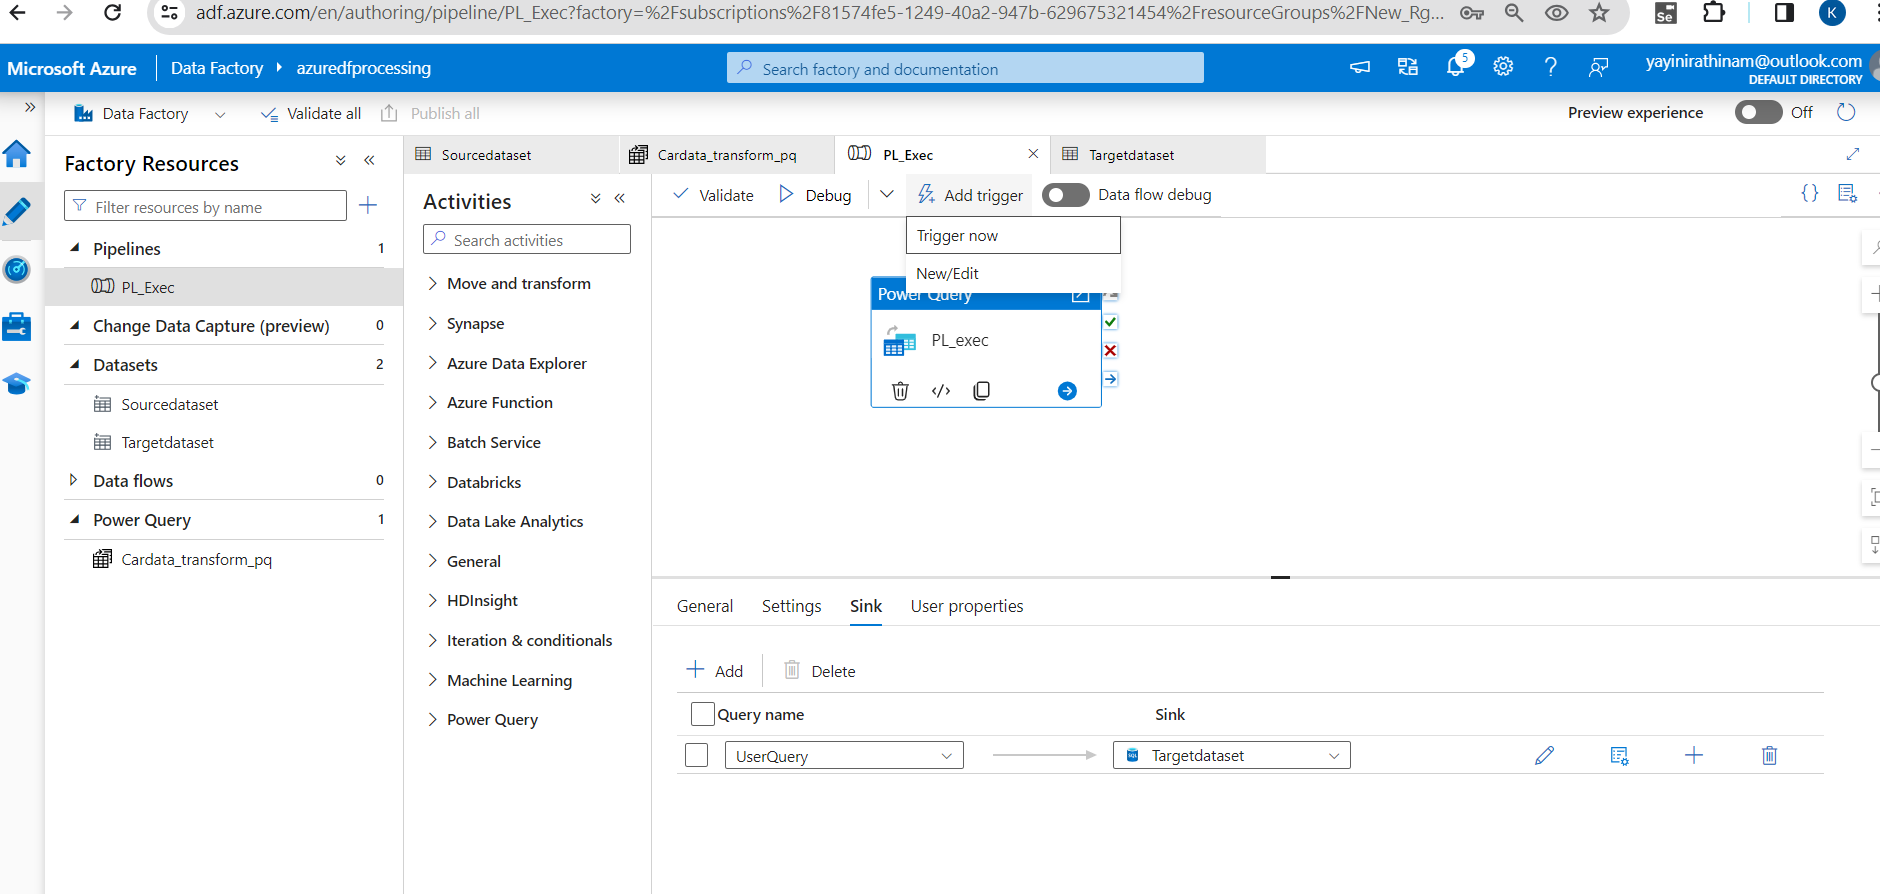 adf.azure.com/en/authoring/pipeline/PL_Exec?factory=%2Fsubscriptions%2F81574fe5-1249-40a2-947b-629675321454%2FresourceGroups%2FNew_Rg...
Se
K
Microsoft Azure
Data Factory
azuredfprocessing
Search factory and documentation
5
yayinirathinam@outlook.com
DEFAULT DIRECTORY
Data Factory
Validate all
Publish all
Preview experience
Off
Factory Resources
Filter resources by name
Pipelines 1
PL_Exec
Change Data Capture (preview) 0
Datasets 2
Sourcedataset
Targetdataset
Data flows 0
Power Query 1
Cardata_transform_pq
Sourcedataset
Cardata_transform_pq
PL_Exec
Targetdataset
Activities
Search activities
Move and transform
Synapse
Azure Data Explorer
Azure Function
Batch Service
Databricks
Data Lake Analytics
General
HDInsight
Iteration & conditionals
Machine Learning
Power Query
Validate
Debug
Add trigger
Data flow debug
Trigger now
New/Edit
Power Query
PL_exec
General
Settings
Sink
User properties
Add
Delete
Query name
Sink
UserQuery
SQL
Targetdataset